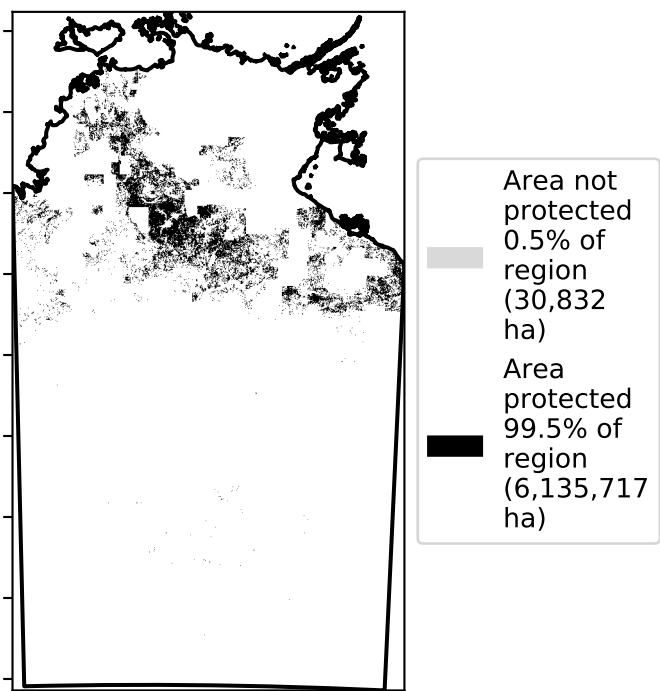 Area not
protected
0.5% of
region
(30,832
ha)
Area
protected
99.5% of
region
(6,135,717
ha)